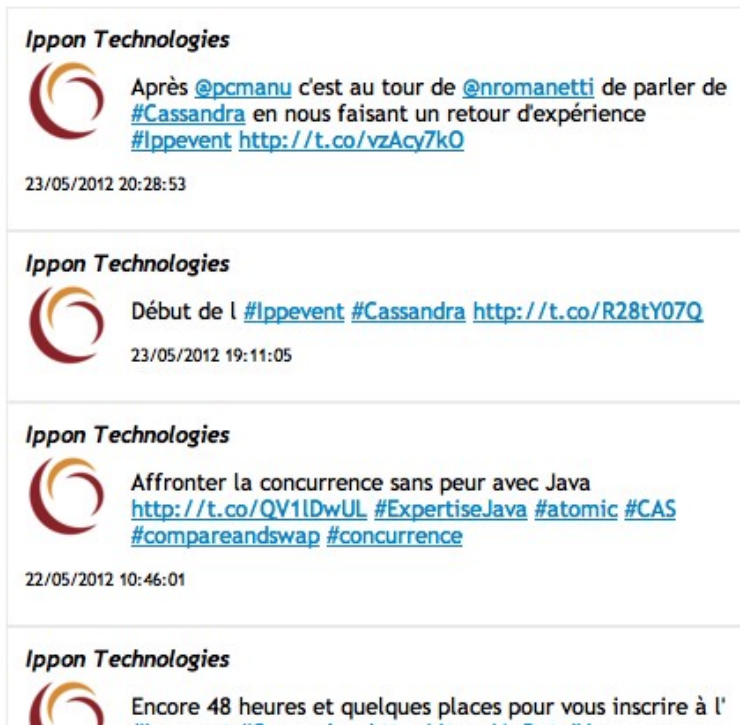 Ippon Technologies
Après @pcmanu c'est au tour de @nromanetti de parler de
#Cassandra en nous faisant un retour d'expérience
#Ippevent http://t.co/vzAcy7kO
23/05/2012 20:28:53
Ippon Technologies
Début de l #Ippevent #Cassandra http://t.co/R28tY07Q
23/05/2012 19:11:05
Ippon Technologies
Affronter la concurrence sans peur avec Java
http://t.co/QV1lDwUL #ExpertiseJava #atomic #CAS
#compareandswap #concurrence
22/05/2012 10:46:01
Ippon Technologies
Encore 48 heures et quelques places pour vous inscrire à l'